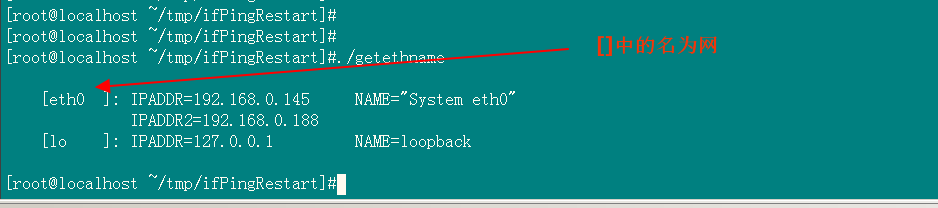 [root@localhost ~/tmp/ifPingRestart]#
[root@localhost ~/tmp/ifPingRestart]#
[root@localhost ~/tmp/ifPingRestart]#./getethname
[]中的名为网
[eth0 ]: IPADDR=192.168.0.145 NAME="System eth0"
IPADDR2=192.168.0.188
[lo ]: IPADDR=127.0.0.1 NAME=loopback
[root@localhost ~/tmp/ifPingRestart]#